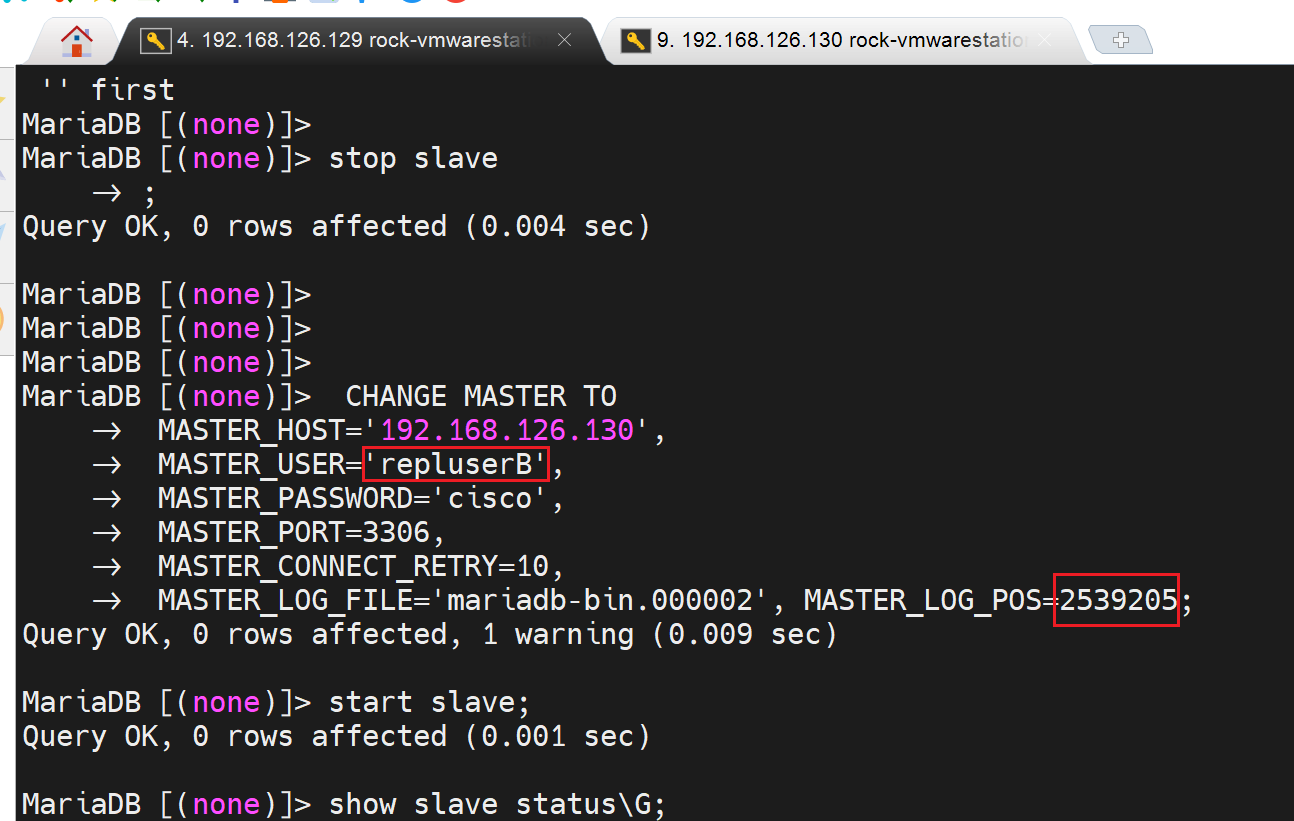 4. 192.168.126.129 rock-vmwarestati
9. 192.168.126.130 rock-vmwarestation
'' first
MariaDB [(none)]>
MariaDB [(none)]> stop slave
→ ;
Query OK, 0 rows affected (0.004 sec)
MariaDB [(none)]>
MariaDB [(none)]>
MariaDB [(none)]>
MariaDB [(none)]>  CHANGE MASTER TO
→  MASTER_HOST='192.168.126.130',
→  MASTER_USER='repluserB',
→  MASTER_PASSWORD='cisco',
→  MASTER_PORT=3306,
→  MASTER_CONNECT_RETRY=10,
→  MASTER_LOG_FILE='mariadb-bin.000002', MASTER_LOG_POS=2539205;
Query OK, 0 rows affected, 1 warning (0.009 sec)
MariaDB [(none)]> start slave;
Query OK, 0 rows affected (0.001 sec)
MariaDB [(none)]> show slave status\G;